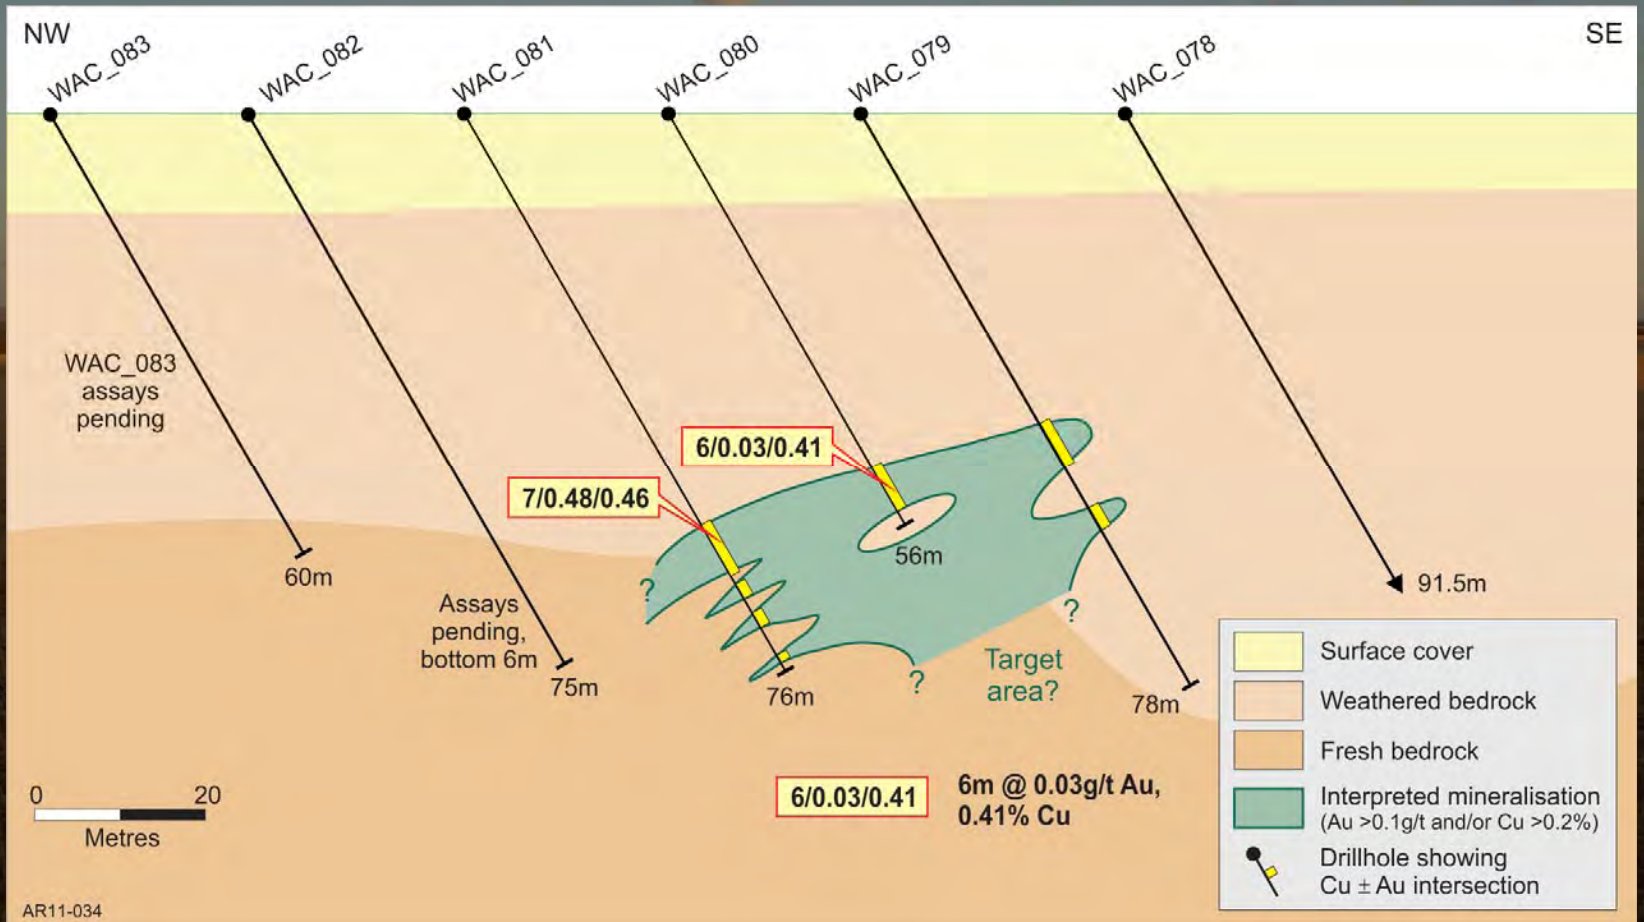 NW
SE
WAC_083
WAC_082
WAC_081
WAC_080
WAC_079
WAC_078
WAC_083
assays
pending
6/0.03/0.41
7/0.48/0.46
60m
Assays
pending,
bottom 6m
75m
76m
56m
78m
91.5m
?
?
?
Target
area?
0
20
Metres
6/0.03/0.41
6m @ 0.03g/t Au,
0.41% Cu
Surface cover
Weathered bedrock
Fresh bedrock
Interpreted mineralisation
(Au >0.1g/t and/or Cu >0.2%)
Drillhole showing
Cu ± Au intersection
AR11-034